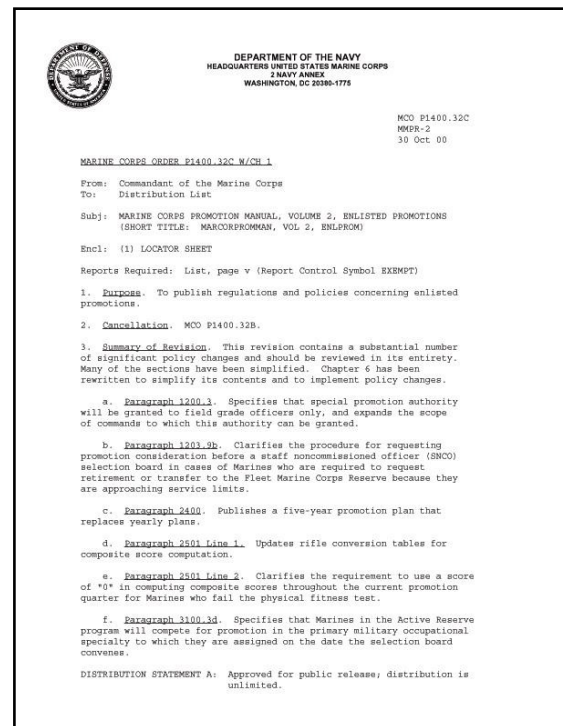 DEPARTMENT OF THE NAVY
HEADQUARTERS UNITED STATES MARINE CORPS
2 NAVY ANNEX
WASHINGTON, DC 20380-1775
MCO P1400.32C
MMPR-2
30 Oct 00
MARINE CORPS ORDER P1400.32C W/CH 1
From: Commandant of the Marine Corps
To: Distribution List
Subj: MARINE CORPS PROMOTION MANUAL, VOLUME 2, ENLISTED PROMOTIONS
(SHORT TITLE: MARCORPROMMAN, VOL 2, ENLPROM)
Encl: (1) LOCATOR SHEET
Reports Required: List, page v (Report Control Symbol EXEMPT)
1. Purpose. To publish regulations and policies concerning enlisted
promotions.
2. Cancellation. MCO P1400.32B.
3. Summary of Revision. This revision contains a substantial number
of significant policy changes and should be reviewed in its entirety.
Many of the sections have been simplified. Chapter 6 has been
rewritten to simplify its contents and to implement policy changes.
a. Paragraph 1200.3. Specifies that special promotion authority
will be granted to field grade officers only, and expands the scope
of commands to which this authority can be granted.
b. Paragraph 1203.9b. Clarifies the procedure for requesting
promotion consideration before a staff noncommissioned officer (SNCO)
selection board in cases of Marines who are required to request
retirement or transfer to the Fleet Marine Corps Reserve because they
are approaching service limits.
c. Paragraph 2400. Publishes a five-year promotion plan that
replaces yearly plans.
d. Paragraph 2501 Line 1. Updates rifle conversion tables for
composite score computation.
e. Paragraph 2501 Line 2. Clarifies the requirement to use a score
of "0" in computing composite scores throughout the current promotion
quarter for Marines who fail the physical fitness test.
f. Paragraph 3100.3d. Specifies that Marines in the Active Reserve
program will compete for promotion in the primary military occupational
specialty to which they are assigned on the date the selection board
convenes.
DISTRIBUTION STATEMENT A: Approved for public release; distribution is
unlimited.